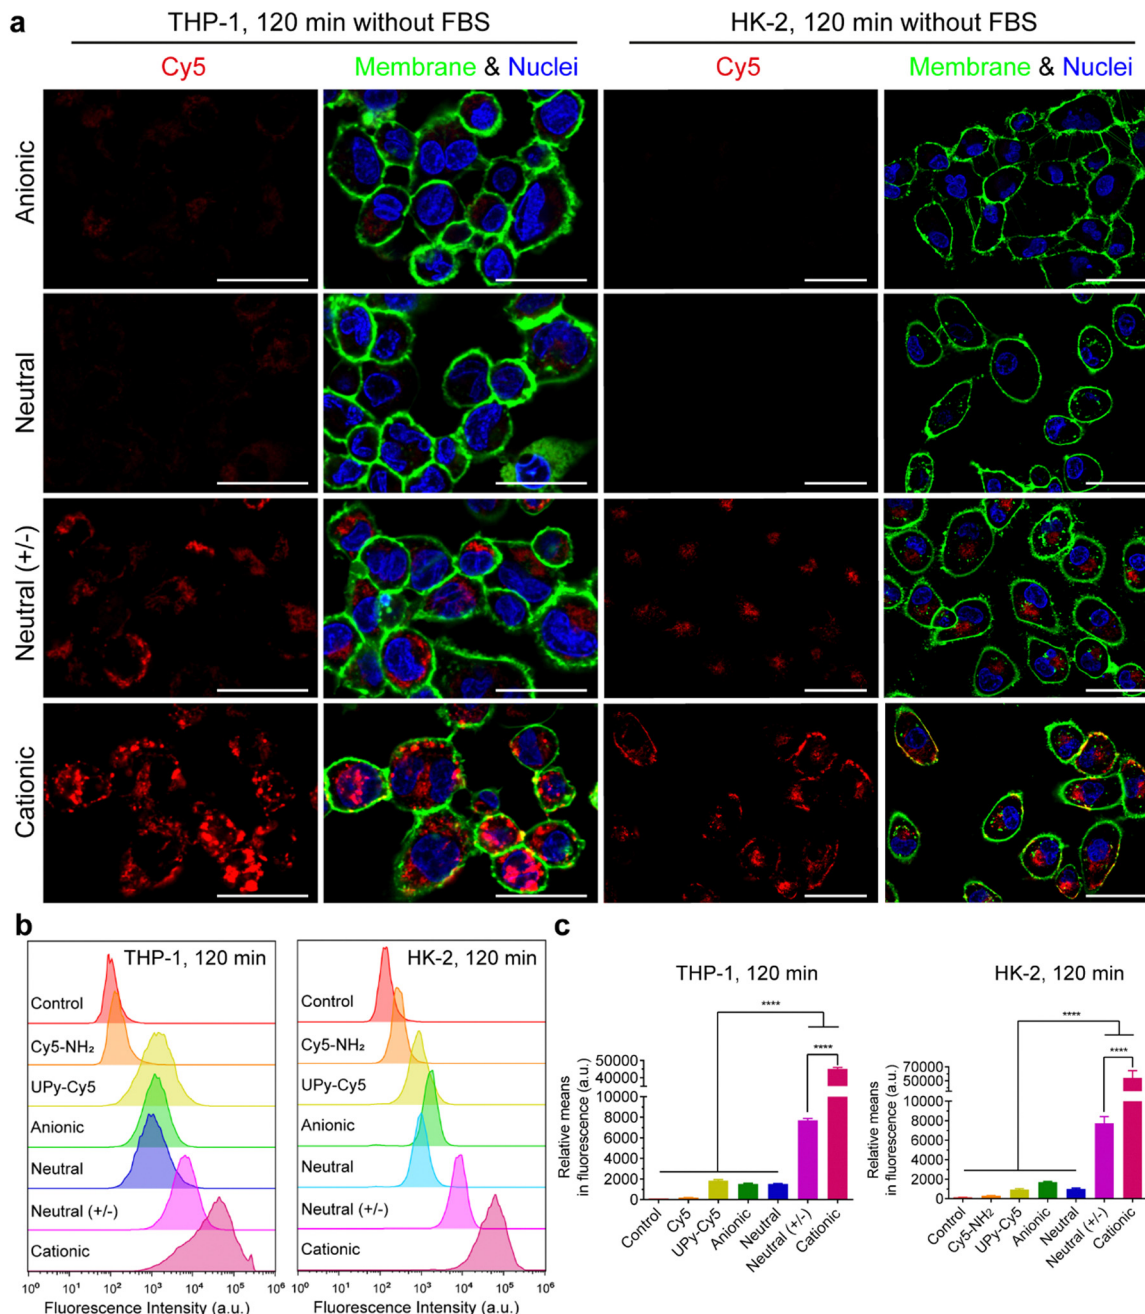 a
THP-1, 120 min without FBS
HK-2, 120 min without FBS
Cy5
Membrane & Nuclei
Cy5
Membrane & Nuclei
Anionic
Neutral
Neutral (+/-)
Cationic
b
THP-1, 120 min
Control
Cy5-NH₂
UPy-Cy5
Anionic
Neutral
Neutral (+/-)
Cationic
10⁰ 10¹ 10² 10³ 10⁴ 10⁵ 10⁶
Fluorescence Intensity (a.u.)
HK-2, 120 min
Control
Cy5-NH₂
UPy-Cy5
Anionic
Neutral
Neutral (+/-)
Cationic
10⁰ 10¹ 10² 10³ 10⁴ 10⁵ 10⁶
Fluorescence Intensity (a.u.)
c
THP-1, 120 min
****
****
Relative means
in fluorescence (a.u.)
50000
40000
10000
8000
6000
4000
2000
0
Control
Cy5
UPy-Cy5
Anionic
Neutral
Neutral (+/-)
Cationic
HK-2, 120 min
****
****
Relative means
in fluorescence (a.u.)
70000
50000
30000
10000
8000
6000
4000
2000
0
Control
Cy5-NH₂
UPy-Cy5
Anionic
Neutral
Neutral (+/-)
Cationic